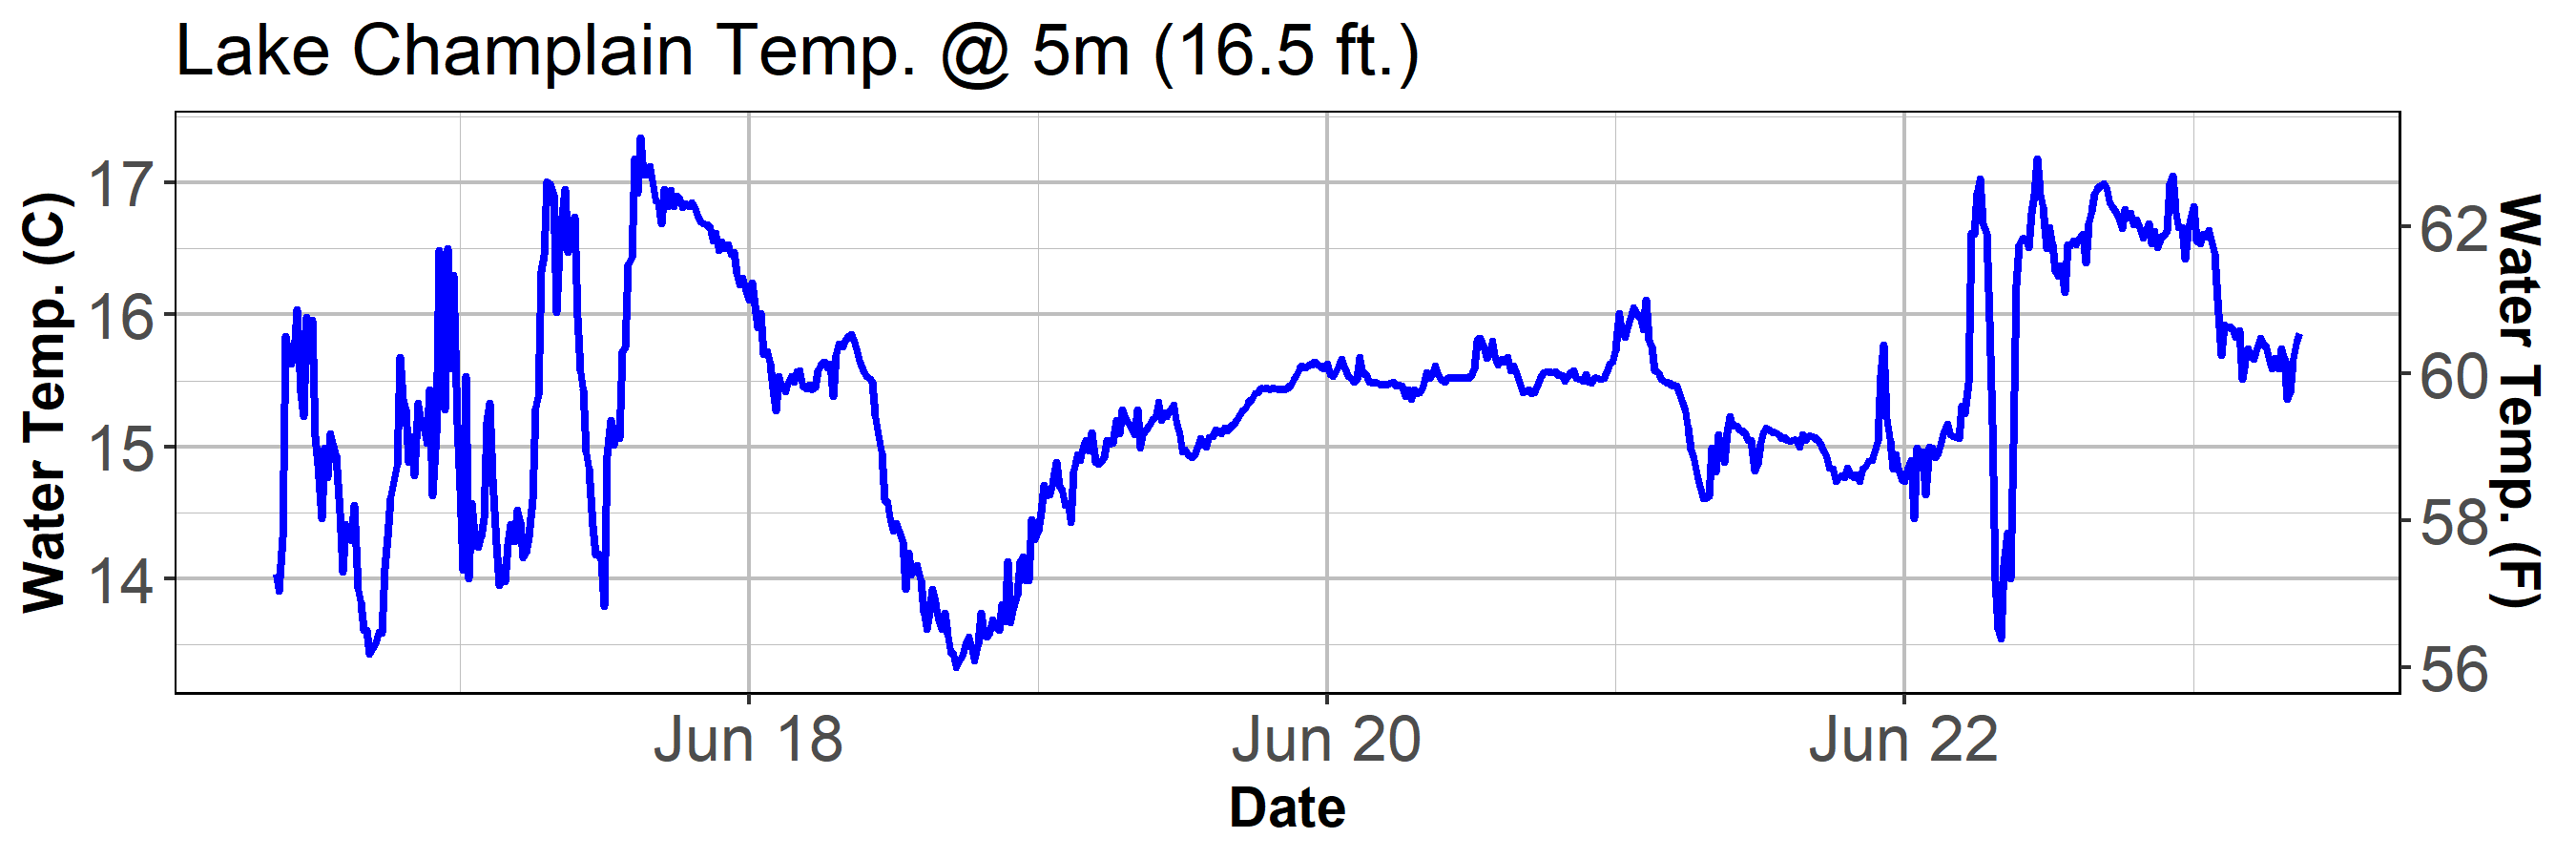 Lake Champlain Temp. @ 5m (16.5 ft.)
Water Temp. (C)
17
16
15
14
62
60
58
56
Water Temp. (F)
Jun 18 Jun 20 Jun 22
Date